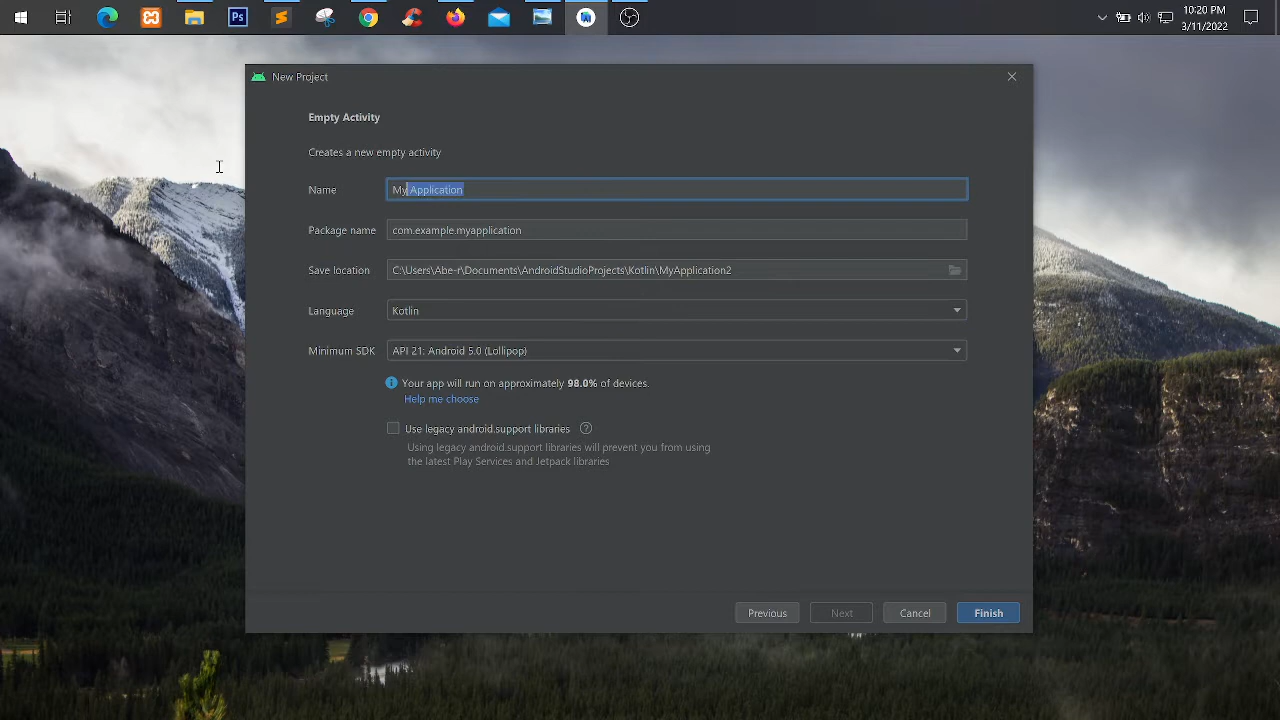 Ps
10:20 PM
3/11/2022
New Project
Empty Activity
Creates a new empty activity
Name My Application
Package name com.example.myapplication
Save location C:\Users\Abe-r\Documents\AndroidStudioProjects\Kotlin\MyApplication2
Language Kotlin
Minimum SDK API 21: Android 5.0 (Lollipop)
Your app will run on approximately 98.0% of devices.
Help me choose
Use legacy android.support libraries ?
Using legacy android.support libraries will prevent you from using
the latest Play Services and Jetpack libraries
Previous Next Cancel Finish